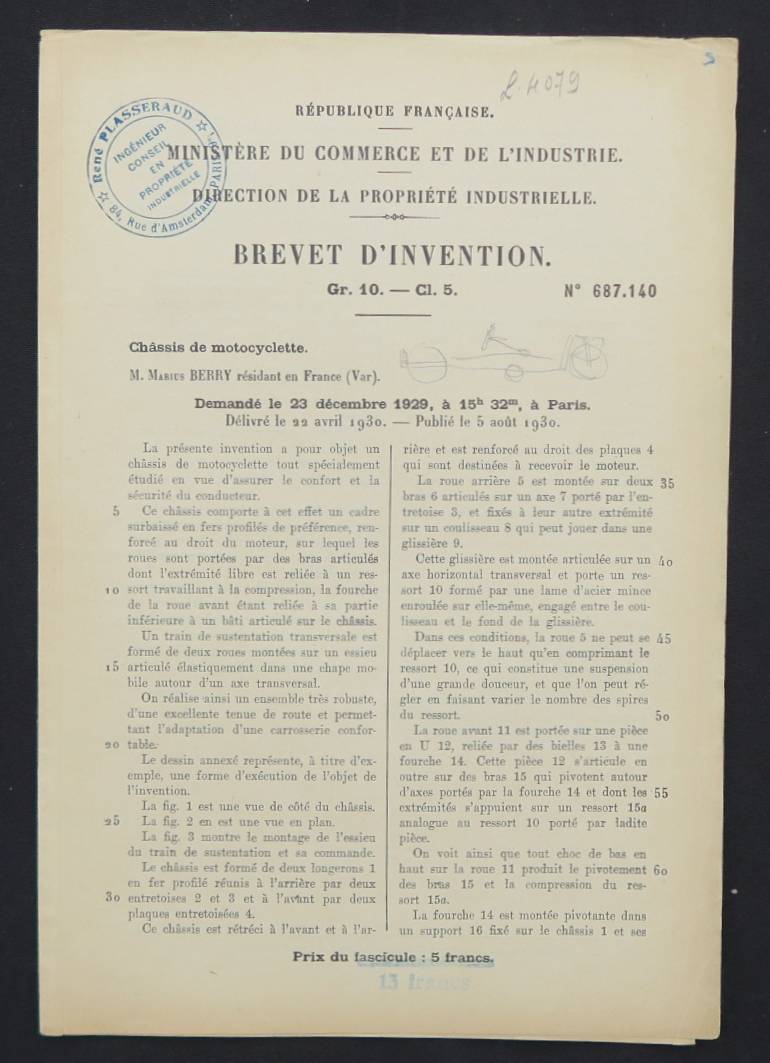 L. 4079
RÉPUBLIQUE FRANÇAISE.
René PLASSERAUD
INGÉNIEUR
CONSEIL
EN
PROPRIÉTÉ
INDUSTRIELLE
84, Rue d'Amsterdam, PARIS
MINISTÈRE DU COMMERCE ET DE L'INDUSTRIE.
DIRECTION DE LA PROPRIÉTÉ INDUSTRIELLE.
BREVET D'INVENTION.
Gr. 10. — Cl. 5.
N° 687.140
Châssis de motocyclette.
M. Marius BERRY résidant en France (Var).
Demandé le 23 décembre 1929, à 15h 32m, à Paris.
Délivré le 22 avril 1930. — Publié le 5 août 1930.
La présente invention a pour objet un
châssis de motocyclette tout spécialement
étudié en vue d'assurer le confort et la
sécurité du conducteur.
5 Ce châssis comporte à cet effet un cadre
surbaissé en fers profilés de préférence, ren-
forcé au droit du moteur, sur lequel les
roues sont portées par des bras articulés
dont l'extrémité libre est reliée à un res-
10 sort travaillant à la compression, la fourche
de la roue avant étant reliée à sa partie
inférieure à un bâti articulé sur le châssis.
Un train de sustentation transversale est
formé de deux roues montées sur un essieu
15 articulé élastiquement dans une chape mo-
bile autour d'un axe transversal.
On réalise ainsi un ensemble très robuste,
d'une excellente tenue de route et permet-
tant l'adaptation d'une carrosserie confor-
20 table.
Le dessin annexé représente, à titre d'ex-
emple, une forme d'exécution de l'objet de
l'invention.
La fig. 1 est une vue de côté du châssis.
25 La fig. 2 en est une vue en plan.
La fig. 3 montre le montage de l'essieu
du train de sustentation et sa commande.
Le châssis est formé de deux longerons 1
en fer profilé réunis à l'arrière par deux
30 entretoises 2 et 3 et à l'avant par deux
plaques entretoisées 4.
Ce châssis est rétréci à l'avant et à l'ar-
rière et est renforcé au droit des plaques 4
qui sont destinées à recevoir le moteur.
La roue arrière 5 est montée sur deux 35
bras 6 articulés sur un axe 7 porté par l'en-
tretoise 3, et fixés à leur autre extrémité
sur un coulisseau 8 qui peut jouer dans une
glissière 9.
Cette glissière est montée articulée sur un 40
axe horizontal transversal et porte un res-
sort 10 formé par une lame d'acier mince
enroulée sur elle-même, engagé entre le cou-
lisseau et le fond de la glissière.
Dans ces conditions, la roue 5 ne peut se 45
déplacer vers le haut qu'en comprimant le
ressort 10, ce qui constitue une suspension
d'une grande douceur, et que l'on peut ré-
gler en faisant varier le nombre des spires
du ressort. 50
La roue avant 11 est portée sur une pièce
en U 12, reliée par des bielles 13 à une
fourche 14. Cette pièce 12 s'articule en
outre sur des bras 15 qui pivotent autour
d'axes portés par la fourche 14 et dont les 55
extrémités s'appuient sur un ressort 15a
analogue au ressort 10 porté par ladite
pièce.
On voit ainsi que tout choc de bas en
haut sur la roue 11 produit le pivotement 60
des bras 15 et la compression du res-
sort 15a.
La fourche 14 est montée pivotante dans
un support 16 fixé sur le châssis 1 et ses
Prix du fascicule : 5 francs.
13 francs